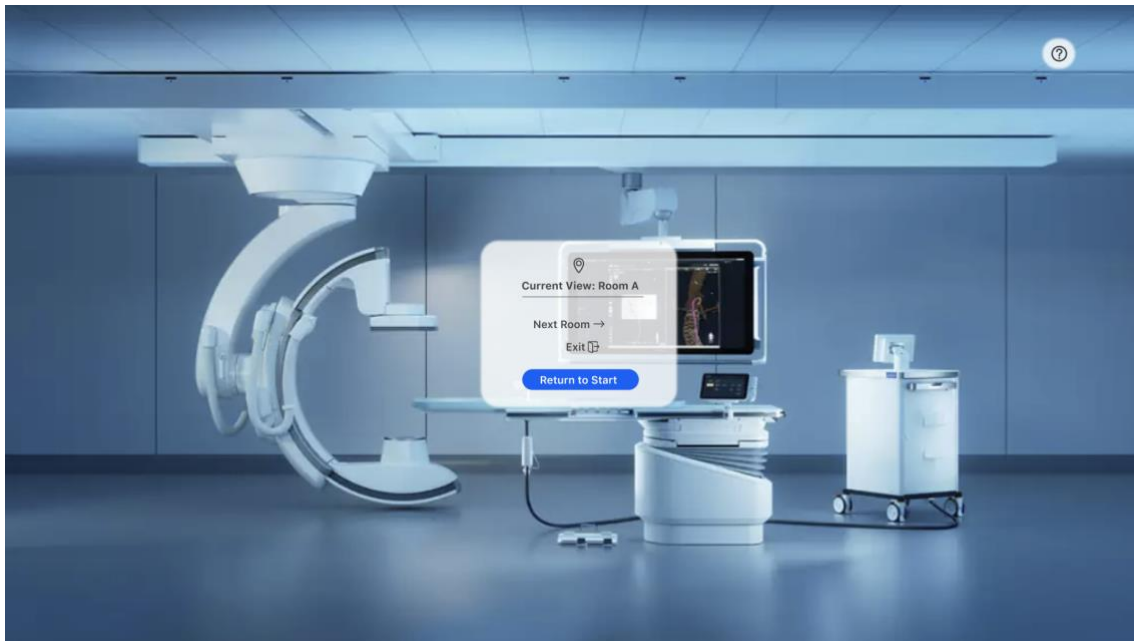 Current View: Room A
Next Room →
Exit
Return to Start